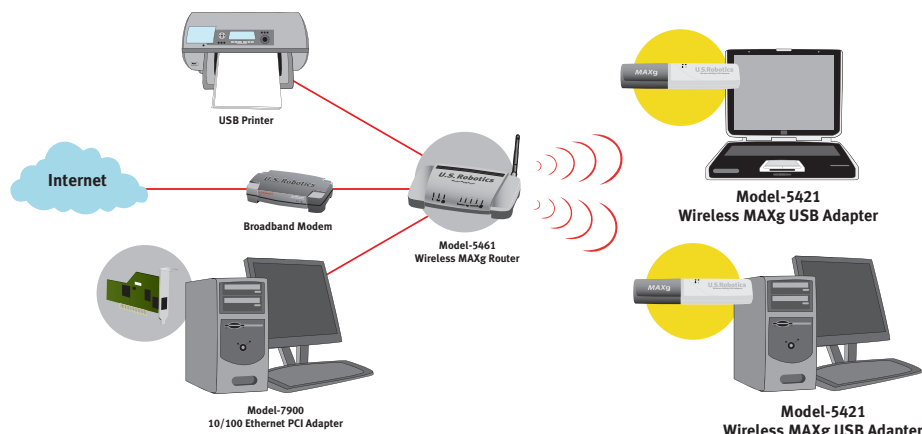 USB Printer
Internet
U.S. Robotics
Broadband Modem
U.S. Robotics
Model-5461
Wireless MAXg Router
Model-7900
10/100 Ethernet PCI Adapter
MAXg
U.S.Robotics
Model-5421
Wireless MAXg USB Adapter
MAXg
U.S.Robotics
Model-5421
Wireless MAXg USB Adapter